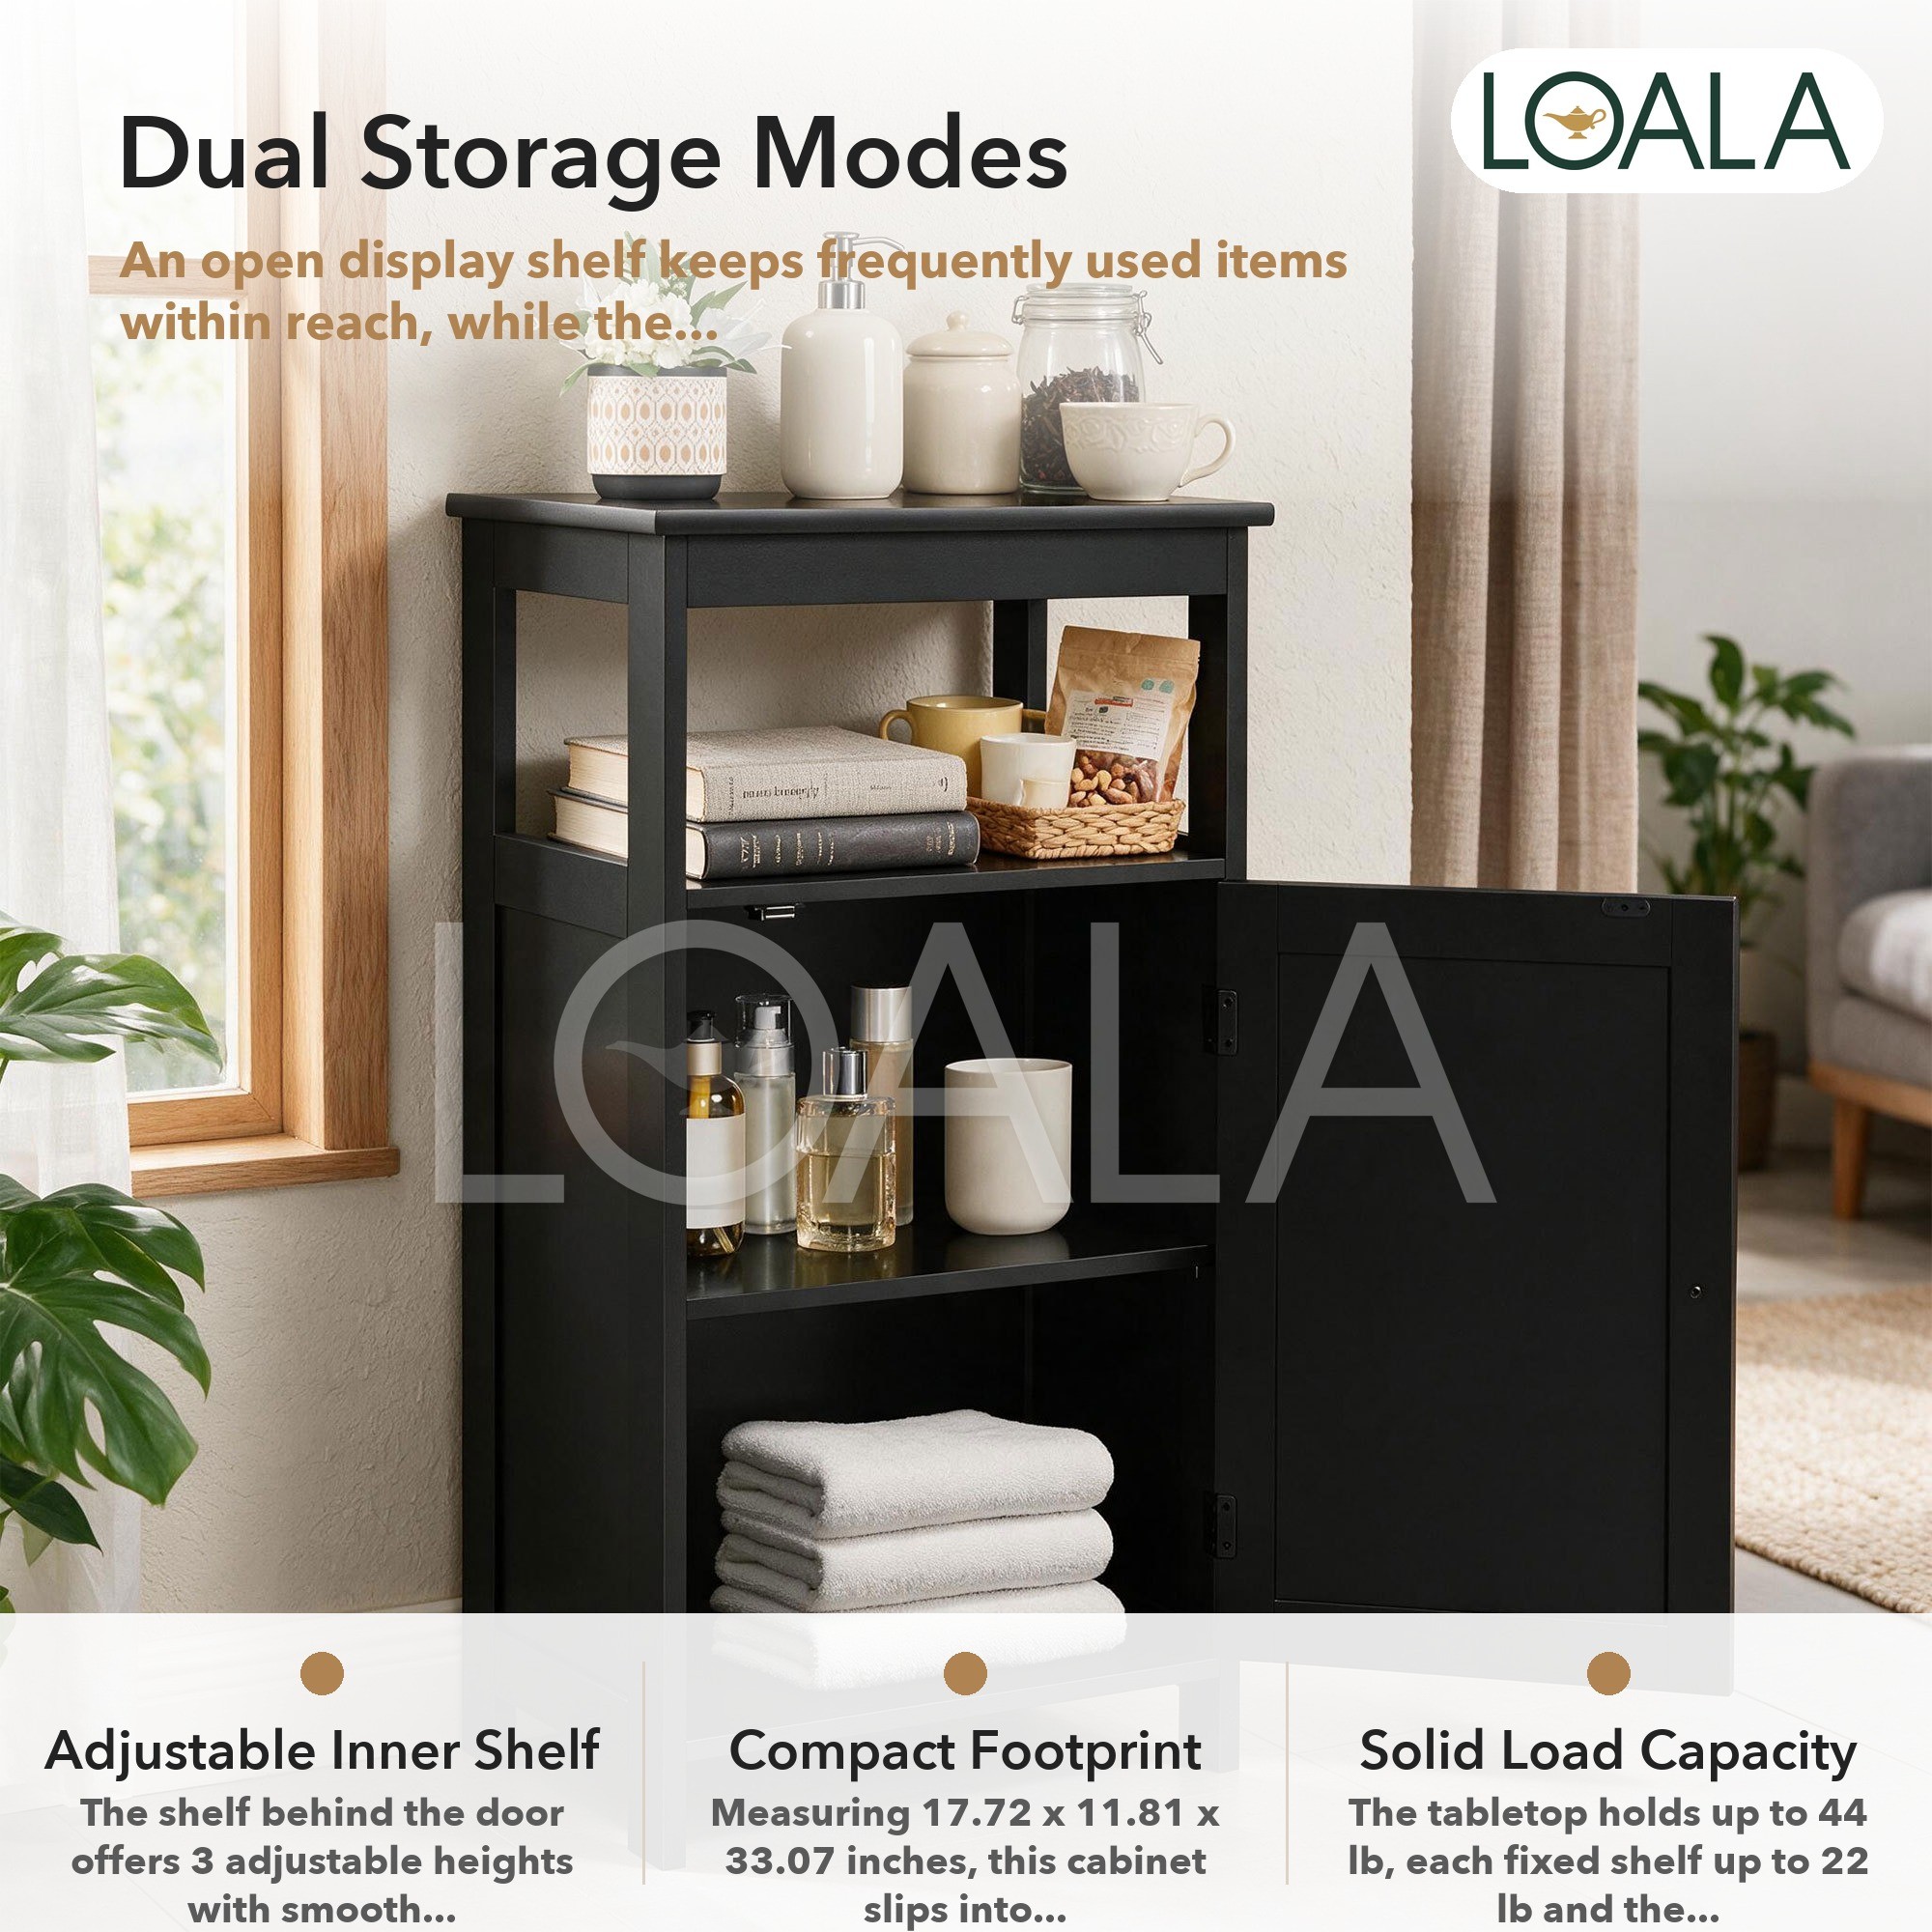 LOALA
Dual Storage Modes
An open display shelf keeps frequently used items
within reach, while the...
LOALA
Adjustable Inner Shelf
The shelf behind the door
offers 3 adjustable heights
with smooth...
Compact Footprint
Measuring 17.72 x 11.81 x
33.07 inches, this cabinet
slips into...
Solid Load Capacity
The tabletop holds up to 44
lb, each fixed shelf up to 22
lb and the...